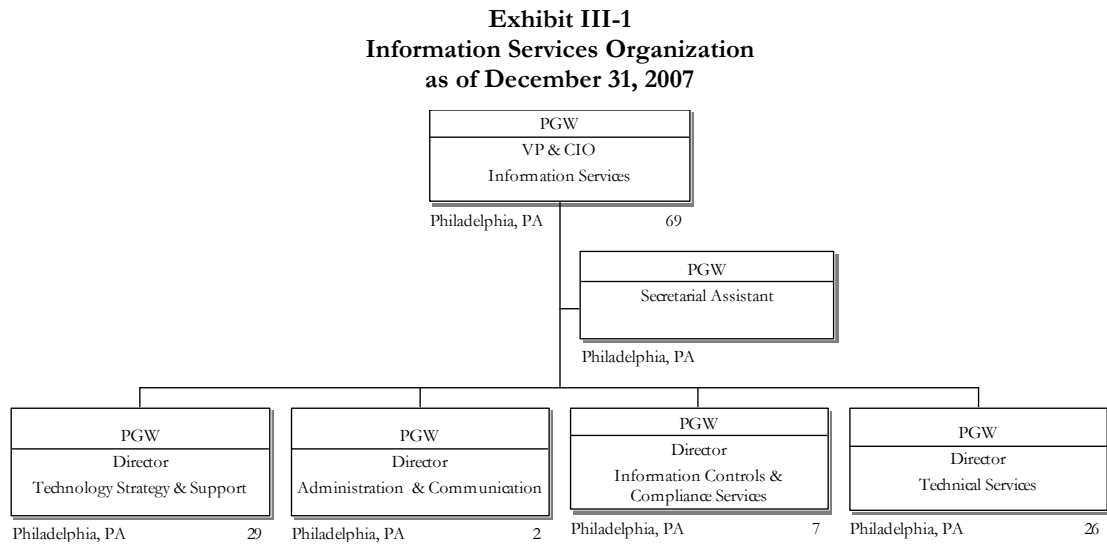 Exhibit III-1
Information Services Organization
as of December 31, 2007
PGW
VP & CIO
Information Services
Philadelphia, PA 69
PGW
Secretarial Assistant
Philadelphia, PA
PGW
Director
Technology Strategy & Support
Philadelphia, PA 29
PGW
Director
Administration & Communication
Philadelphia, PA 2
PGW
Director
Information Controls &
Compliance Services
Philadelphia, PA 7
PGW
Director
Technical Services
Philadelphia, PA 26